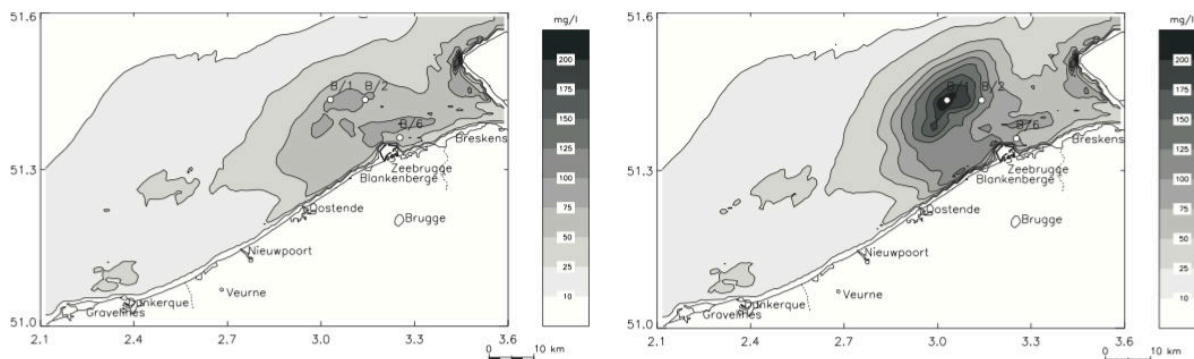 51.6
51.3
51.0
2.1 2.4 2.7 3.0 3.3 3.6
0 10 km
B/1 B/2
B/6
Breskens
Zeebrugge
Blankenberge
Oostende
Brugge
Nieuwpoort
Veurne
Dunkerque
Gravelines
mg/l
200
175
150
125
100
75
50
25
10
51.6
51.3
51.0
2.1 2.4 2.7 3.0 3.3 3.6
0 10 km
B/1 B/2
B/6
Breskens
Zeebrugge
Blankenberge
Oostende
Brugge
Nieuwpoort
Veurne
Dunkerque
Gravelines
mg/l
200
175
150
125
100
75
50
25
10